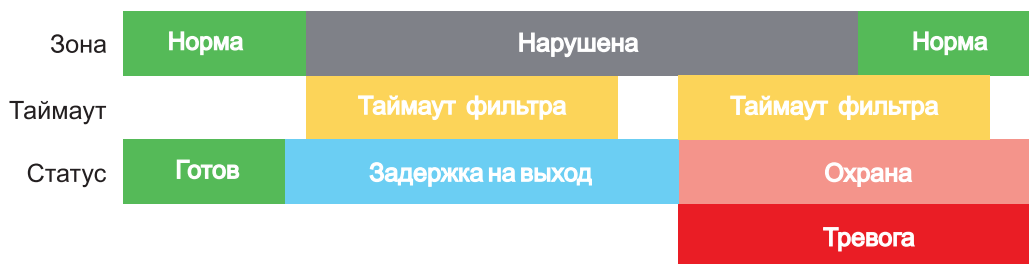 Зона Норма Нарушена Норма
Таймаут Таймаут фильтра Таймаут фильтра
Статус Готов Задержка на выход Охрана
Тревога